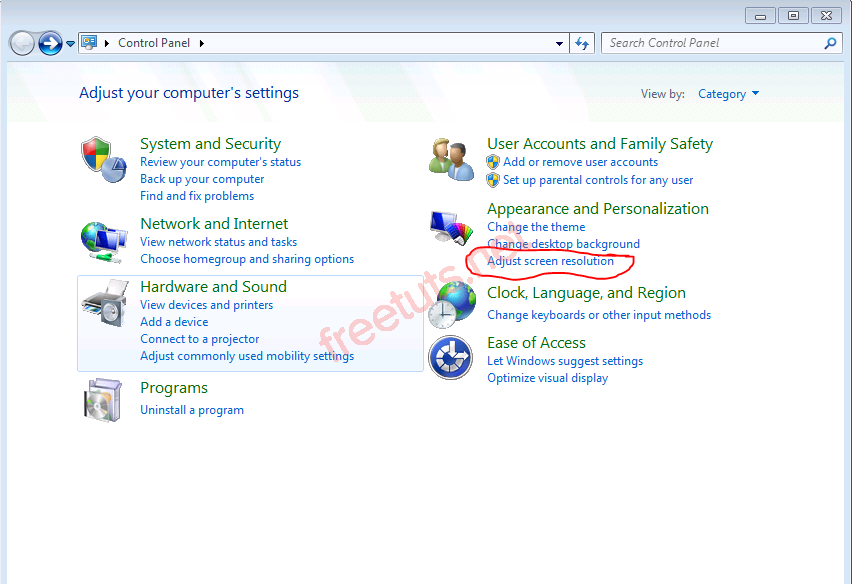 Control Panel
Search Control Panel
Adjust your computer's settings
View by: Category
System and Security
Review your computer's status
Back up your computer
Find and fix problems
Network and Internet
View network status and tasks
Choose homegroup and sharing options
Hardware and Sound
View devices and printers
Add a device
Connect to a projector
Adjust commonly used mobility settings
Programs
Uninstall a program
User Accounts and Family Safety
Add or remove user accounts
Set up parental controls for any user
Appearance and Personalization
Change the theme
Change desktop background
Adjust screen resolution
Clock, Language, and Region
Change keyboards or other input methods
Ease of Access
Let Windows suggest settings
Optimize visual display
freetuts.net